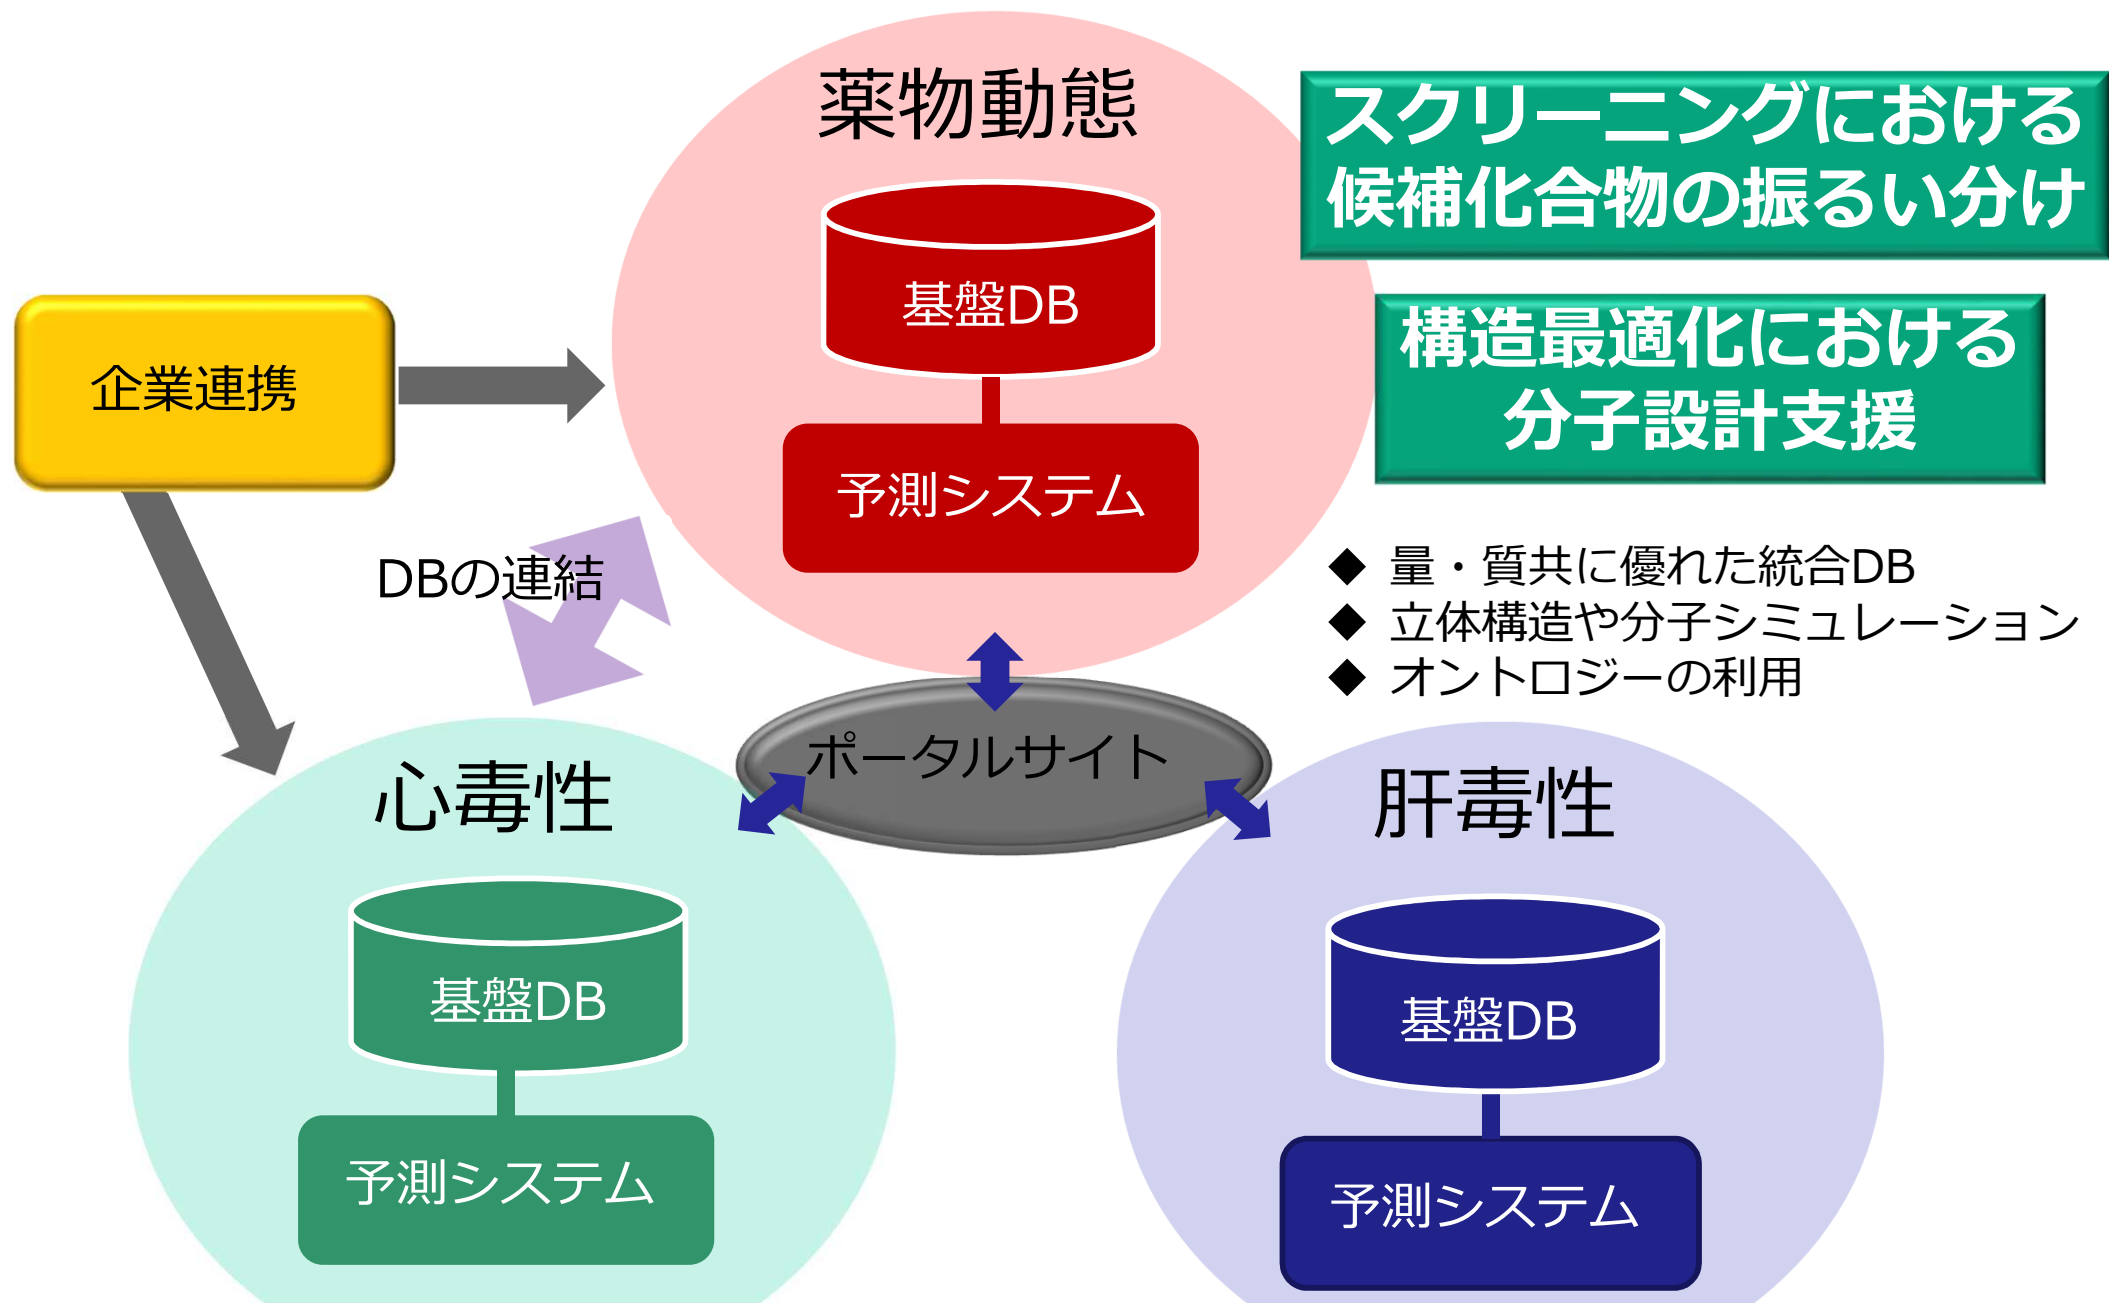 薬物動態
基盤DB
予測システム
スクリーニングにおける
候補化合物の振るい分け
構造最適化における
分子設計支援
企業連携
DBの連結
◆ 量・質共に優れた統合DB
◆ 立体構造や分子シミュレーション
◆ オントロジーの利用
ポータルサイト
心毒性
基盤DB
予測システム
肝毒性
基盤DB
予測システム